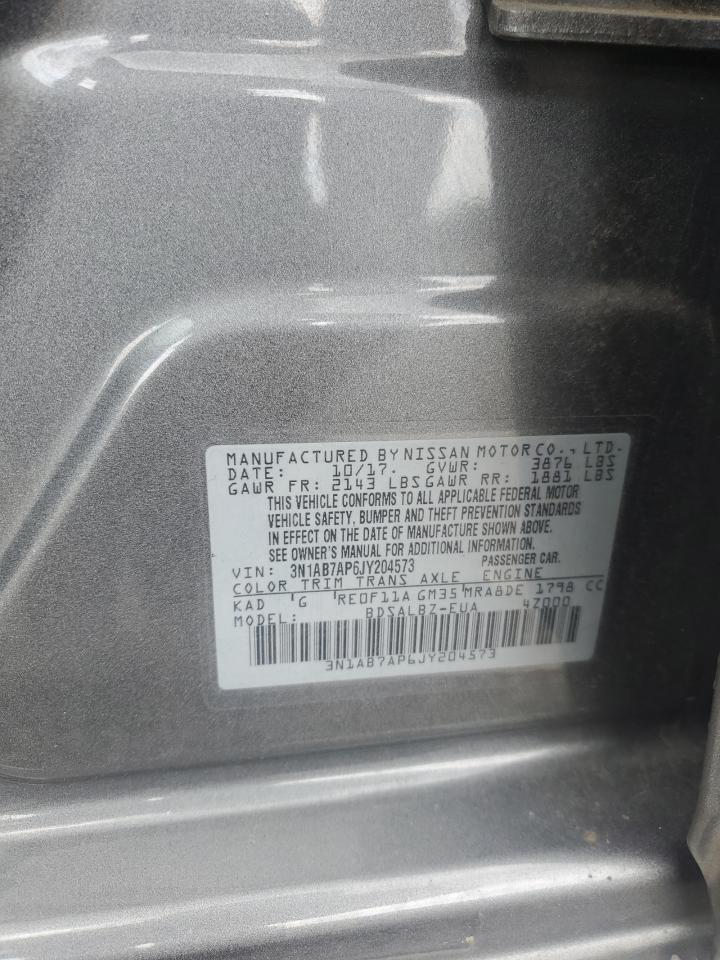 MANUFACTURED BY NISSAN MOTOR CO., LTD.
DATE: 10/17. GVWR: 3876 LBS
GAWR FR: 2143 LBS GAWR RR: 1881 LBS
THIS VEHICLE CONFORMS TO ALL APPLICABLE FEDERAL MOTOR
VEHICLE SAFETY, BUMPER AND THEFT PREVENTION STANDARDS
IN EFFECT ON THE DATE OF MANUFACTURE SHOWN ABOVE.
SEE OWNER'S MANUAL FOR ADDITIONAL INFORMATION.
VIN: 3N1AB7AP6JY204573 PASSENGER CAR.
COLOR TRIM TRANS AXLE ENGINE
KAD 'G 'RE0F11A GM35 MRA8DE 1798 CC
MODEL: BDSALBZ-EUA 4Z000
3N1AB7AP6JY204573